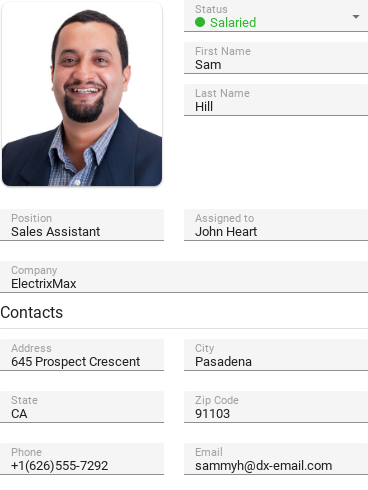 Status
Salaried
First Name
Sam
Last Name
Hill
Position
Sales Assistant
Assigned to
John Heart
Company
ElectrixMax
Contacts
Address
645 Prospect Crescent
City
Pasadena
State
CA
Zip Code
91103
Phone
+1(626)555-7292
Email
sammyh@dx-email.com